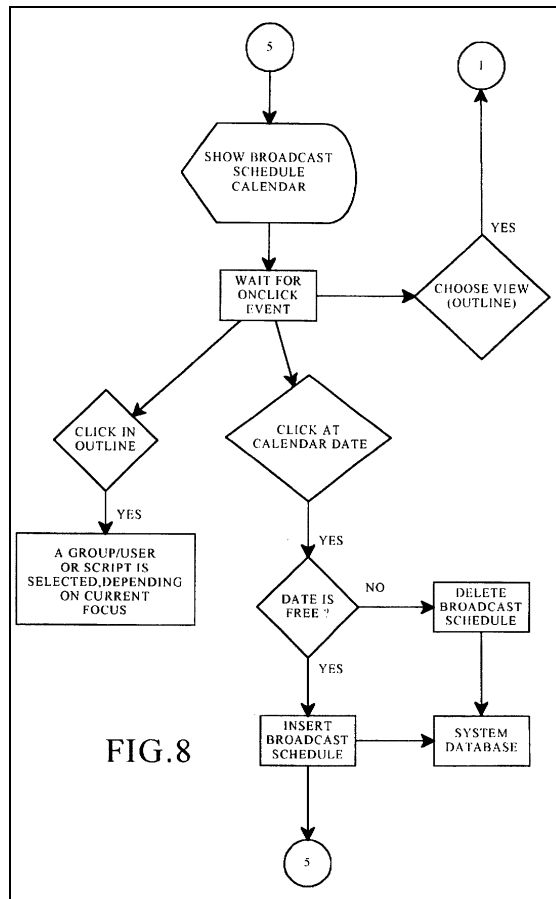 5
1
SHOW BROADCAST
SCHEDULE
CALENDAR
YES
WAIT FOR
ONCLICK
EVENT
CHOOSE VIEW
(OUTLINE)
CLICK IN
OUTLINE
CLICK AT
CALENDAR DATE
YES
YES
A GROUP/USER
OR SCRIPT IS
SELECTED,DEPENDING
ON CURRENT
FOCUS
DATE IS
FREE ?
NO
DELETE
BROADCAST
SCHEDULE
YES
INSERT
BROADCAST
SCHEDULE
SYSTEM
DATABASE
FIG.8
5